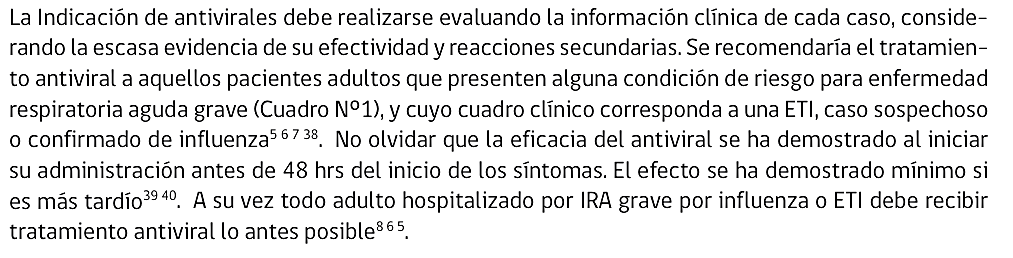 La Indicación de antivirales debe realizarse evaluando la información clínica de cada caso, conside-
rando la escasa evidencia de su efectividad y reacciones secundarias. Se recomendaría el tratamien-
to antiviral a aquellos pacientes adultos que presenten alguna condición de riesgo para enfermedad
respiratoria aguda grave (Cuadro Nº1), y cuyo cuadro clínico corresponda a una ETI, caso sospechoso
o confirmado de influenza⁵ ⁶ ⁷ ³⁸. No olvidar que la eficacia del antiviral se ha demostrado al iniciar
su administración antes de 48 hrs del inicio de los síntomas. El efecto se ha demostrado mínimo si
es más tardío³⁹ ⁴⁰. A su vez todo adulto hospitalizado por IRA grave por influenza o ETI debe recibir
tratamiento antiviral lo antes posible⁸ ⁶ ⁵.